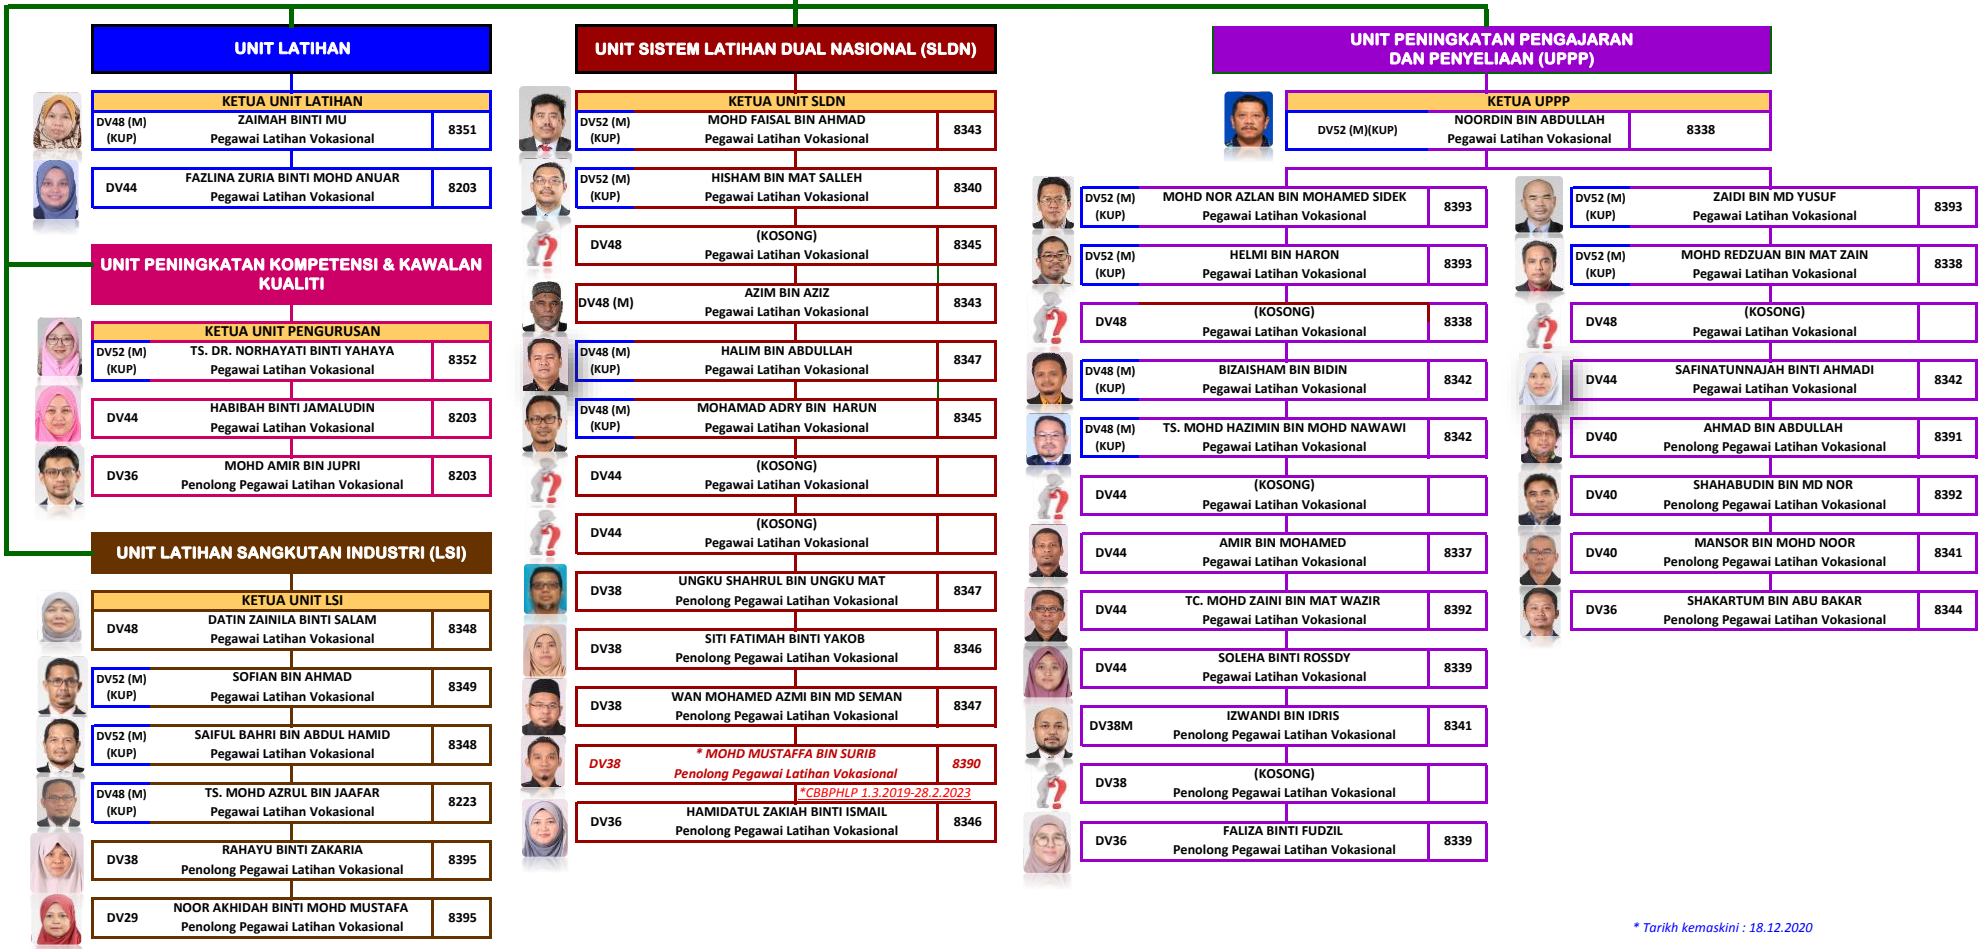 UNIT LATIHAN
KETUA UNIT LATIHAN
DV48 (M)
(KUP)
ZAIMAH BINTI MU
Pegawai Latihan Vokasional
8351
DV44
FAZLINA ZURIA BINTI MOHD ANUAR
Pegawai Latihan Vokasional
8203
UNIT PENINGKATAN KOMPETENSI & KAWALAN
KUALITI
KETUA UNIT PENGURUSAN
DV52 (M)
(KUP)
TS. DR. NORHAYATI BINTI YAHAYA
Pegawai Latihan Vokasional
8352
DV44
HABIBAH BINTI JAMALUDIN
Pegawai Latihan Vokasional
8203
DV36
MOHD AMIR BIN JUPRI
Penolong Pegawai Latihan Vokasional
8203
UNIT LATIHAN SANGKUTAN INDUSTRI (LSI)
KETUA UNIT LSI
DV48
DATIN ZAINILA BINTI SALAM
Pegawai Latihan Vokasional
8348
DV52 (M)
(KUP)
SOFIAN BIN AHMAD
Pegawai Latihan Vokasional
8349
DV52 (M)
(KUP)
SAIFUL BAHRI BIN ABDUL HAMID
Pegawai Latihan Vokasional
8348
DV48 (M)
(KUP)
TS. MOHD AZRUL BIN JAAFAR
Pegawai Latihan Vokasional
8223
DV38
RAHAYU BINTI ZAKARIA
Penolong Pegawai Latihan Vokasional
8395
DV29
NOOR AKHIDAH BINTI MOHD MUSTAFA
Penolong Pegawai Latihan Vokasional
8395
UNIT SISTEM LATIHAN DUAL NASIONAL (SLDN)
KETUA UNIT SLDN
DV52 (M)
(KUP)
MOHD FAISAL BIN AHMAD
Pegawai Latihan Vokasional
8343
DV52 (M)
(KUP)
HISHAM BIN MAT SALLEH
Pegawai Latihan Vokasional
8340
DV48
(KOSONG)
Pegawai Latihan Vokasional
8345
DV48 (M)
AZIM BIN AZIZ
Pegawai Latihan Vokasional
8343
DV48 (M)
(KUP)
HALIM BIN ABDULLAH
Pegawai Latihan Vokasional
8347
DV48 (M)
(KUP)
MOHAMAD ADRY BIN HARUN
Pegawai Latihan Vokasional
8345
DV44
(KOSONG)
Pegawai Latihan Vokasional
DV44
(KOSONG)
Pegawai Latihan Vokasional
DV38
UNGKU SHAHRUL BIN UNGKU MAT
Penolong Pegawai Latihan Vokasional
8347
DV38
SITI FATIMAH BINTI YAKOB
Penolong Pegawai Latihan Vokasional
8346
DV38
WAN MOHAMED AZMI BIN MD SEMAN
Penolong Pegawai Latihan Vokasional
8347
DV38
* MOHD MUSTAFFA BIN SURIB
Penolong Pegawai Latihan Vokasional
8390
*CBBPHLP 1.3.2019-28.2.2023
DV36
HAMIDATUL ZAKIAH BINTI ISMAIL
Penolong Pegawai Latihan Vokasional
8346
UNIT PENINGKATAN PENGAJARAN
DAN PENYELIAAN (UPPP)
KETUA UPPP
DV52 (M)(KUP)
NOORDIN BIN ABDULLAH
Pegawai Latihan Vokasional
8338
DV52 (M)
(KUP)
MOHD NOR AZLAN BIN MOHAMED SIDEK
Pegawai Latihan Vokasional
8393
DV52 (M)
(KUP)
HELMI BIN HARON
Pegawai Latihan Vokasional
8393
DV48
(KOSONG)
Pegawai Latihan Vokasional
8338
DV48 (M)
(KUP)
BIZAISHAM BIN BIDIN
Pegawai Latihan Vokasional
8342
DV48 (M)
(KUP)
TS. MOHD HAZIMIN BIN MOHD NAWAWI
Pegawai Latihan Vokasional
8342
DV44
(KOSONG)
Pegawai Latihan Vokasional
DV44
AMIR BIN MOHAMED
Pegawai Latihan Vokasional
8337
DV44
TC. MOHD ZAINI BIN MAT WAZIR
Pegawai Latihan Vokasional
8392
DV44
SOLEHA BINTI ROSSDY
Pegawai Latihan Vokasional
8339
DV38M
IZWANDI BIN IDRIS
Penolong Pegawai Latihan Vokasional
8341
DV38
(KOSONG)
Penolong Pegawai Latihan Vokasional
DV36
FALIZA BINTI FUDZIL
Penolong Pegawai Latihan Vokasional
8339
DV52 (M)
(KUP)
ZAIDI BIN MD YUSUF
Pegawai Latihan Vokasional
8393
DV52 (M)
(KUP)
MOHD REDZUAN BIN MAT ZAIN
Pegawai Latihan Vokasional
8338
DV48
(KOSONG)
Pegawai Latihan Vokasional
DV44
SAFINATUNNAJAH BINTI AHMADI
Pegawai Latihan Vokasional
8342
DV40
AHMAD BIN ABDULLAH
Penolong Pegawai Latihan Vokasional
8391
DV40
SHAHABUDIN BIN MD NOR
Penolong Pegawai Latihan Vokasional
8392
DV40
MANSOR BIN MOHD NOOR
Penolong Pegawai Latihan Vokasional
8341
DV36
SHAKARTUM BIN ABU BAKAR
Penolong Pegawai Latihan Vokasional
8344
* Tarikh kemaskini : 18.12.2020